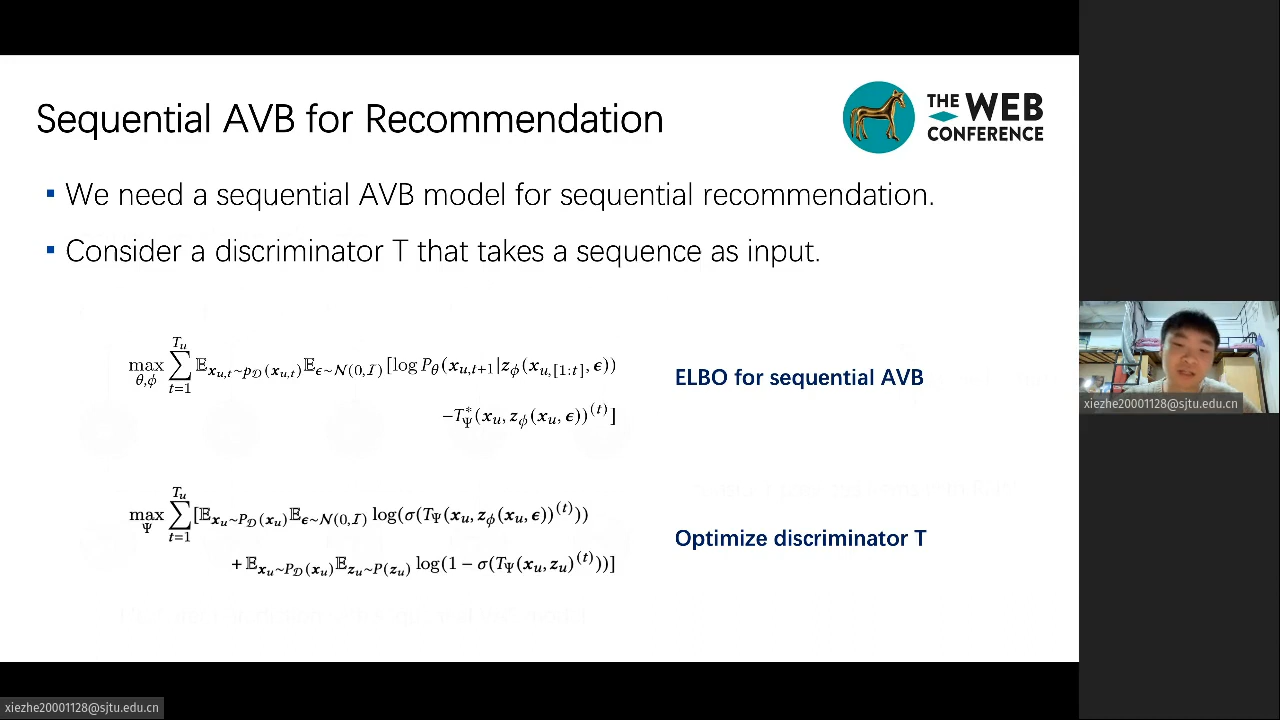 Sequential AVB for Recommendation
THE WEB
CONFERENCE
▪ We need a sequential AVB model for sequential recommendation.
▪ Consider a discriminator T that takes a sequence as input.
max_{θ,ϕ} ∑_{t=1}^{T_u} 𝔼_{x_{u,t}∼p_𝒟(x_{u,t})} 𝔼_{ϵ∼𝒩(0,I)} [log P_θ(x_{u,t+1}|z_ϕ(x_{u,[1:t]}, ϵ))
−T*_Ψ(x_u, z_ϕ(x_u, ϵ))^{(t)}]
ELBO for sequential AVB
max_Ψ ∑_{t=1}^{T_u} [𝔼_{x_u∼P_𝒟(x_u)} 𝔼_{ϵ∼𝒩(0,I)} log(σ(T_Ψ(x_u, z_ϕ(x_u, ϵ))^{(t)}))
+ 𝔼_{x_u∼P_𝒟(x_u)} 𝔼_{z_u∼P(z_u)} log(1 − σ(T_Ψ(x_u, z_u)^{(t)}))]
Optimize discriminator T
xiezhe20001128@sjtu.edu.cn
xiezhe20001128@sjtu.edu.cn